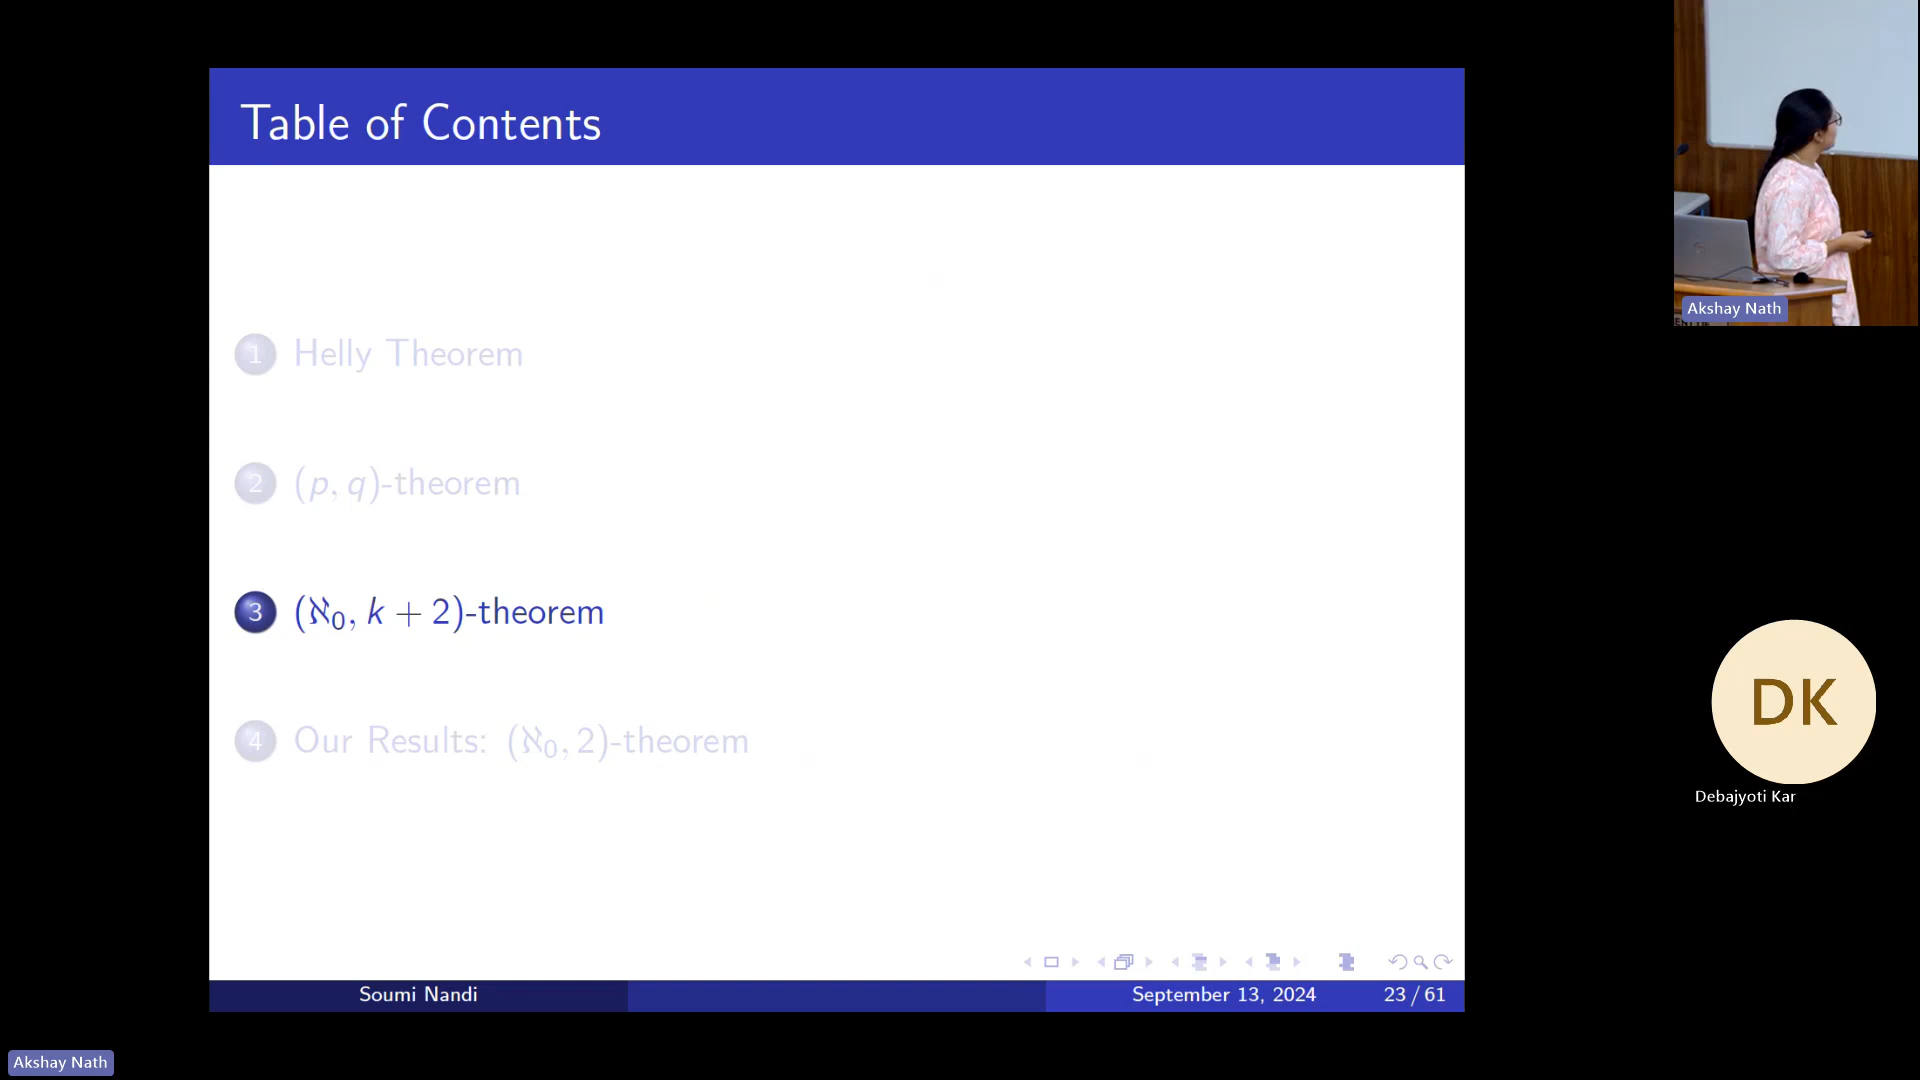 Table of Contents
1 Helly Theorem
2 (p, q)-theorem
3 (ℵ₀, k + 2)-theorem
4 Our Results: (ℵ₀, 2)-theorem
Soumi Nandi
September 13, 2024
23 / 61
Akshay Nath
DK
Debajyoti Kar
Akshay Nath